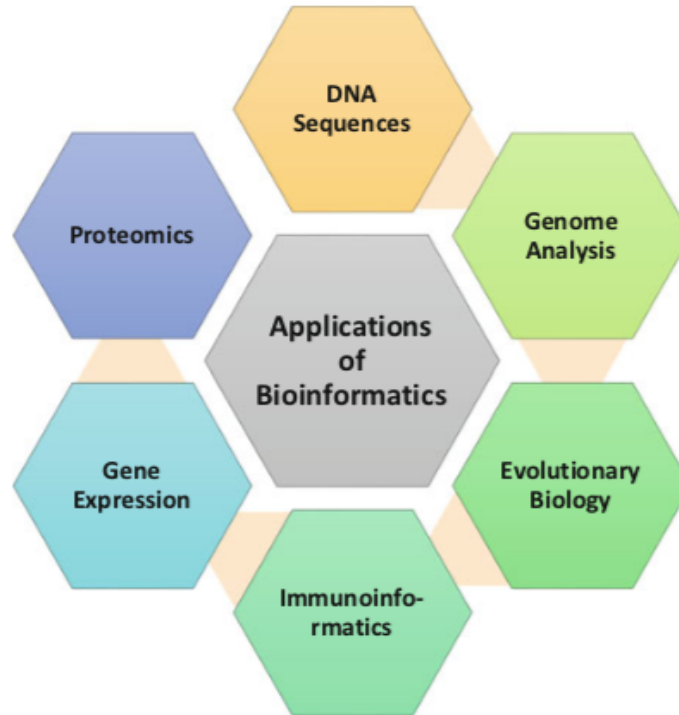 DNA
Sequences
Genome
Analysis
Evolutionary
Biology
Immunoinfo-
rmatics
Gene
Expression
Proteomics
Applications
of
Bioinformatics